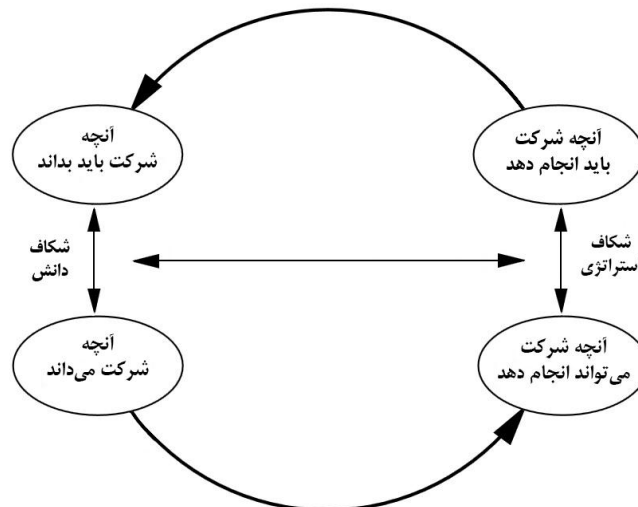 آنچه شرکت
باید انجام دهد
آنچه
شرکت باید بداند
شکاف
ستراتژی
شکاف
دانش
آنچه شرکت
می‌تواند انجام دهد
آنچه
شرکت می‌داند